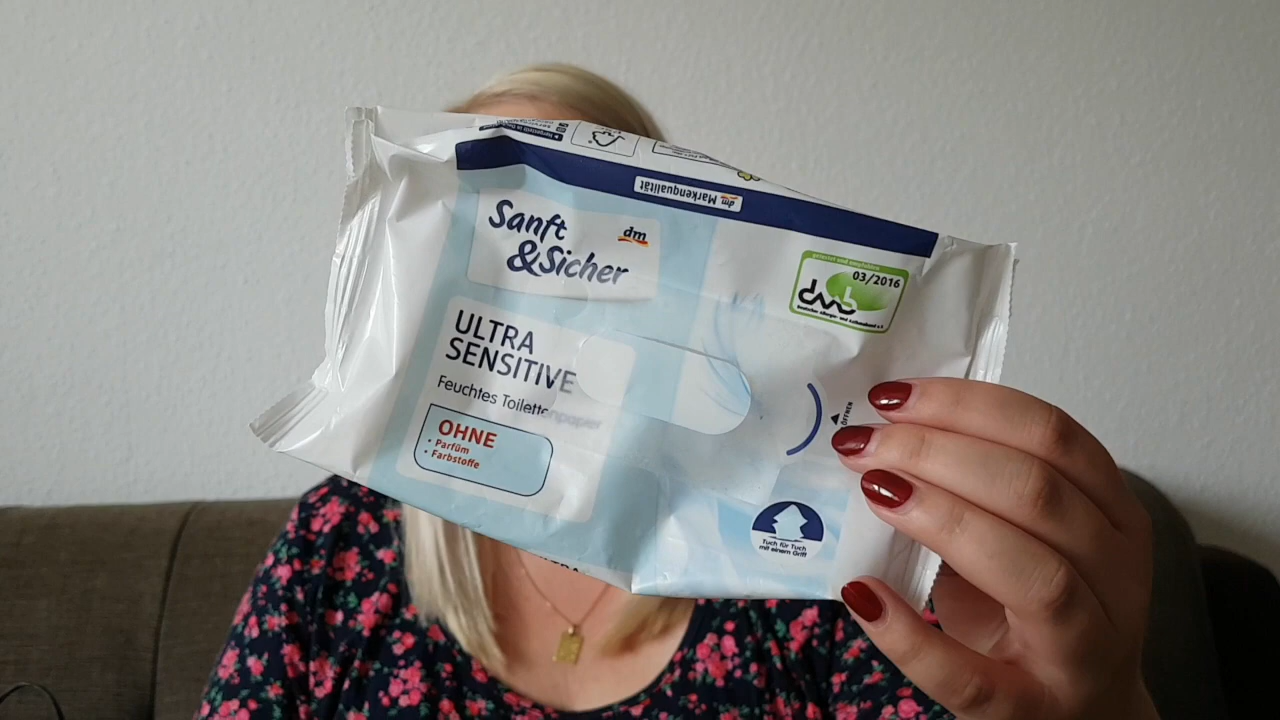 dm Markenqualität
Sanft
&Sicher
dm
03/2016
dmb
ULTRA
SENSITIVE
Feuchtes Toilettenpapier
OHNE
• Parfüm
• Farbstoffe
ÖFFNEN
Tuch für Tuch
mit einem Griff